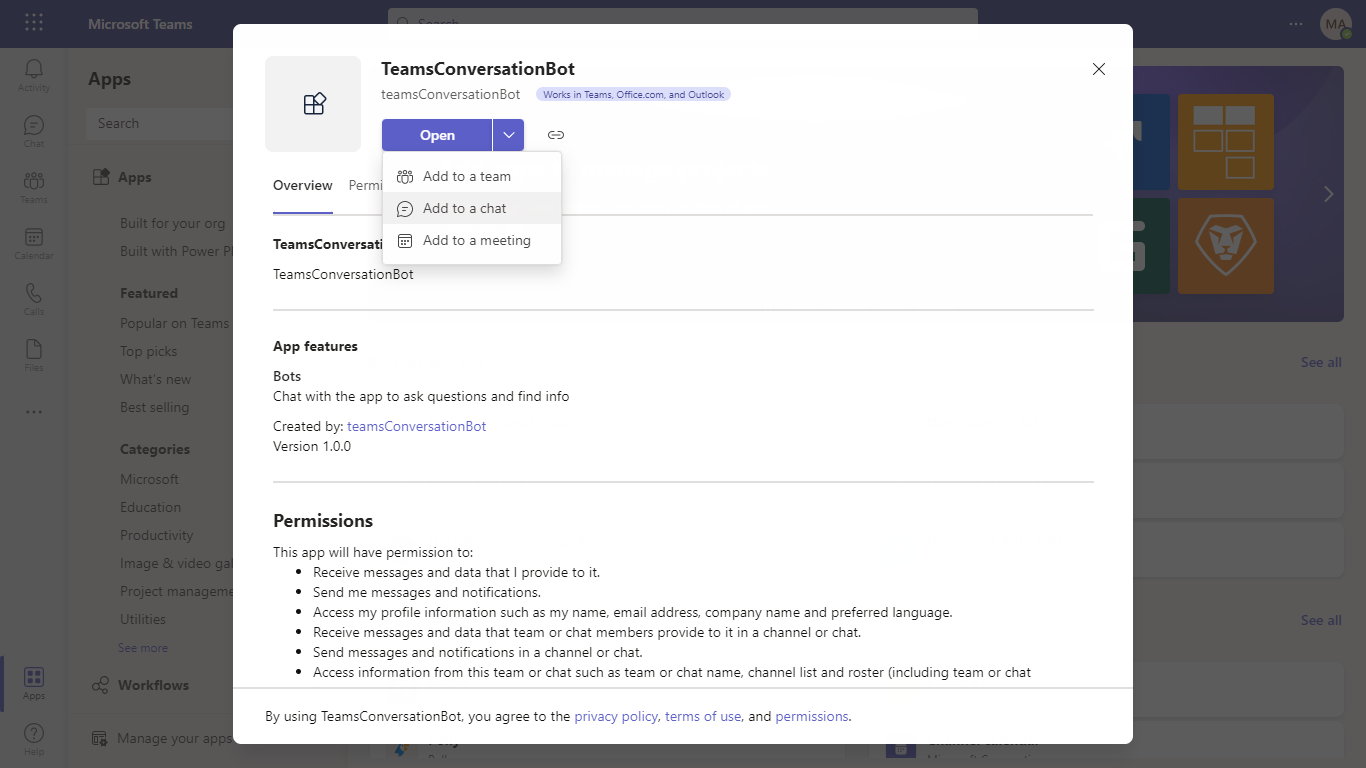 Microsoft Teams
Search
MA
Activity
Chat
Teams
Calendar
Calls
Files
Apps
Help
Apps
Search
Apps
Built for your org
Built with Power Pl
Featured
Popular on Teams
Top picks
What's new
Best selling
Categories
Microsoft
Education
Productivity
Image & video gal
Project manageme
Utilities
See more
Workflows
Manage your apps
TeamsConversationBot
teamsConversationBot
Works in Teams, Office.com, and Outlook
Open
Add to a team
Add to a chat
Add to a meeting
Overview Permi
TeamsConversati
TeamsConversationBot
App features
Bots
Chat with the app to ask questions and find info
Created by: teamsConversationBot
Version 1.0.0
Permissions
This app will have permission to:
Receive messages and data that I provide to it.
Send me messages and notifications.
Access my profile information such as my name, email address, company name and preferred language.
Receive messages and data that team or chat members provide to it in a channel or chat.
Send messages and notifications in a channel or chat.
Access information from this team or chat such as team or chat name, channel list and roster (including team or chat
By using TeamsConversationBot, you agree to the privacy policy, terms of use, and permissions.
See all
See all